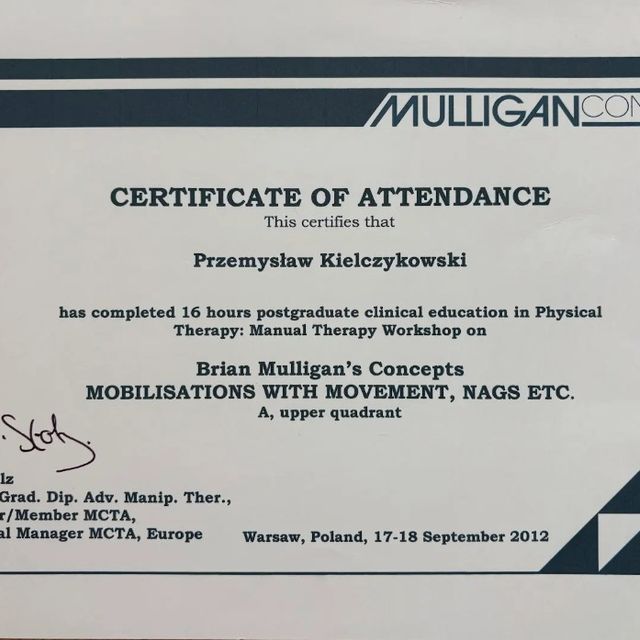 MULLIGANCON
CERTIFICATE OF ATTENDANCE
This certifies that
Przemysław Kielczykowski
has completed 16 hours postgraduate clinical education in Physical
Therapy: Manual Therapy Workshop on
Brian Mulligan's Concepts
MOBILISATIONS WITH MOVEMENT, NAGS ETC.
A, upper quadrant
lz
Grad. Dip. Adv. Manip. Ther.,
r/Member MCTA,
al Manager MCTA, Europe
Warsaw, Poland, 17-18 September 2012